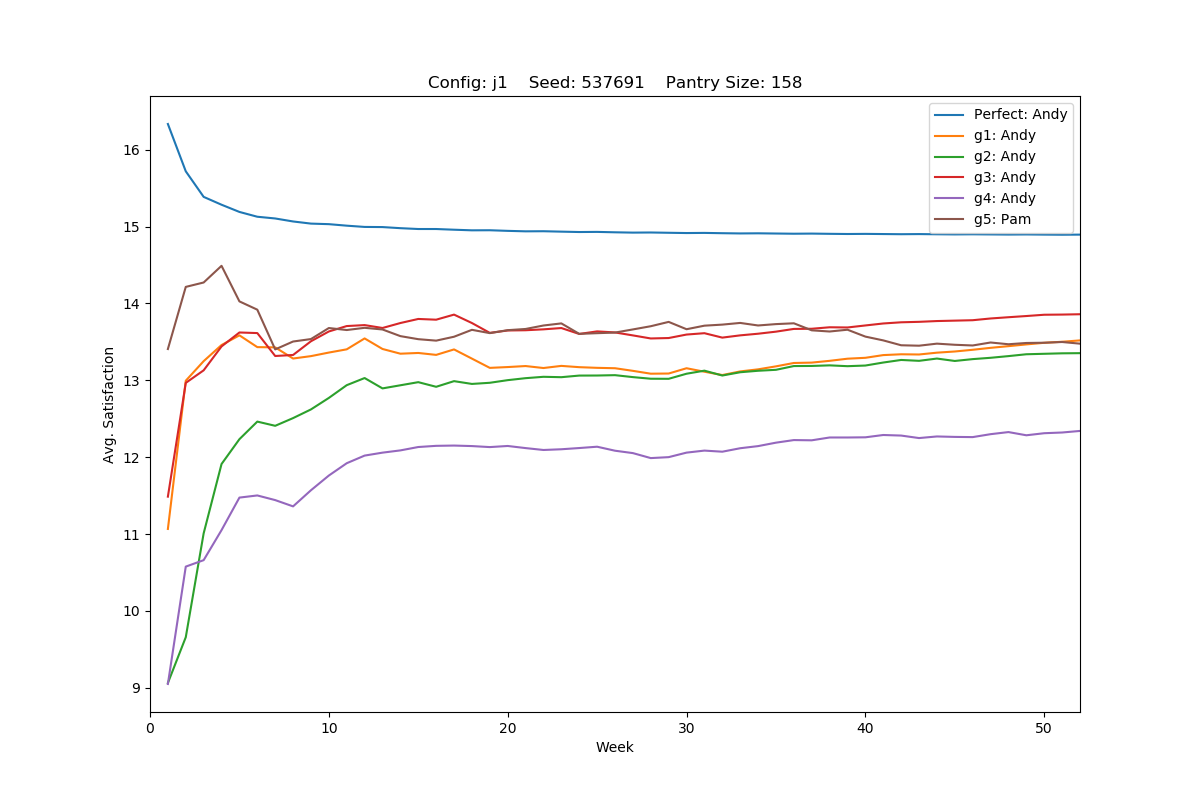 Config: j1    Seed: 537691    Pantry Size: 158
Perfect: Andy
g1: Andy
g2: Andy
g3: Andy
g4: Andy
g5: Pam
Avg. Satisfaction
16
15
14
13
12
11
10
9
0 10 20 30 40 50
Week